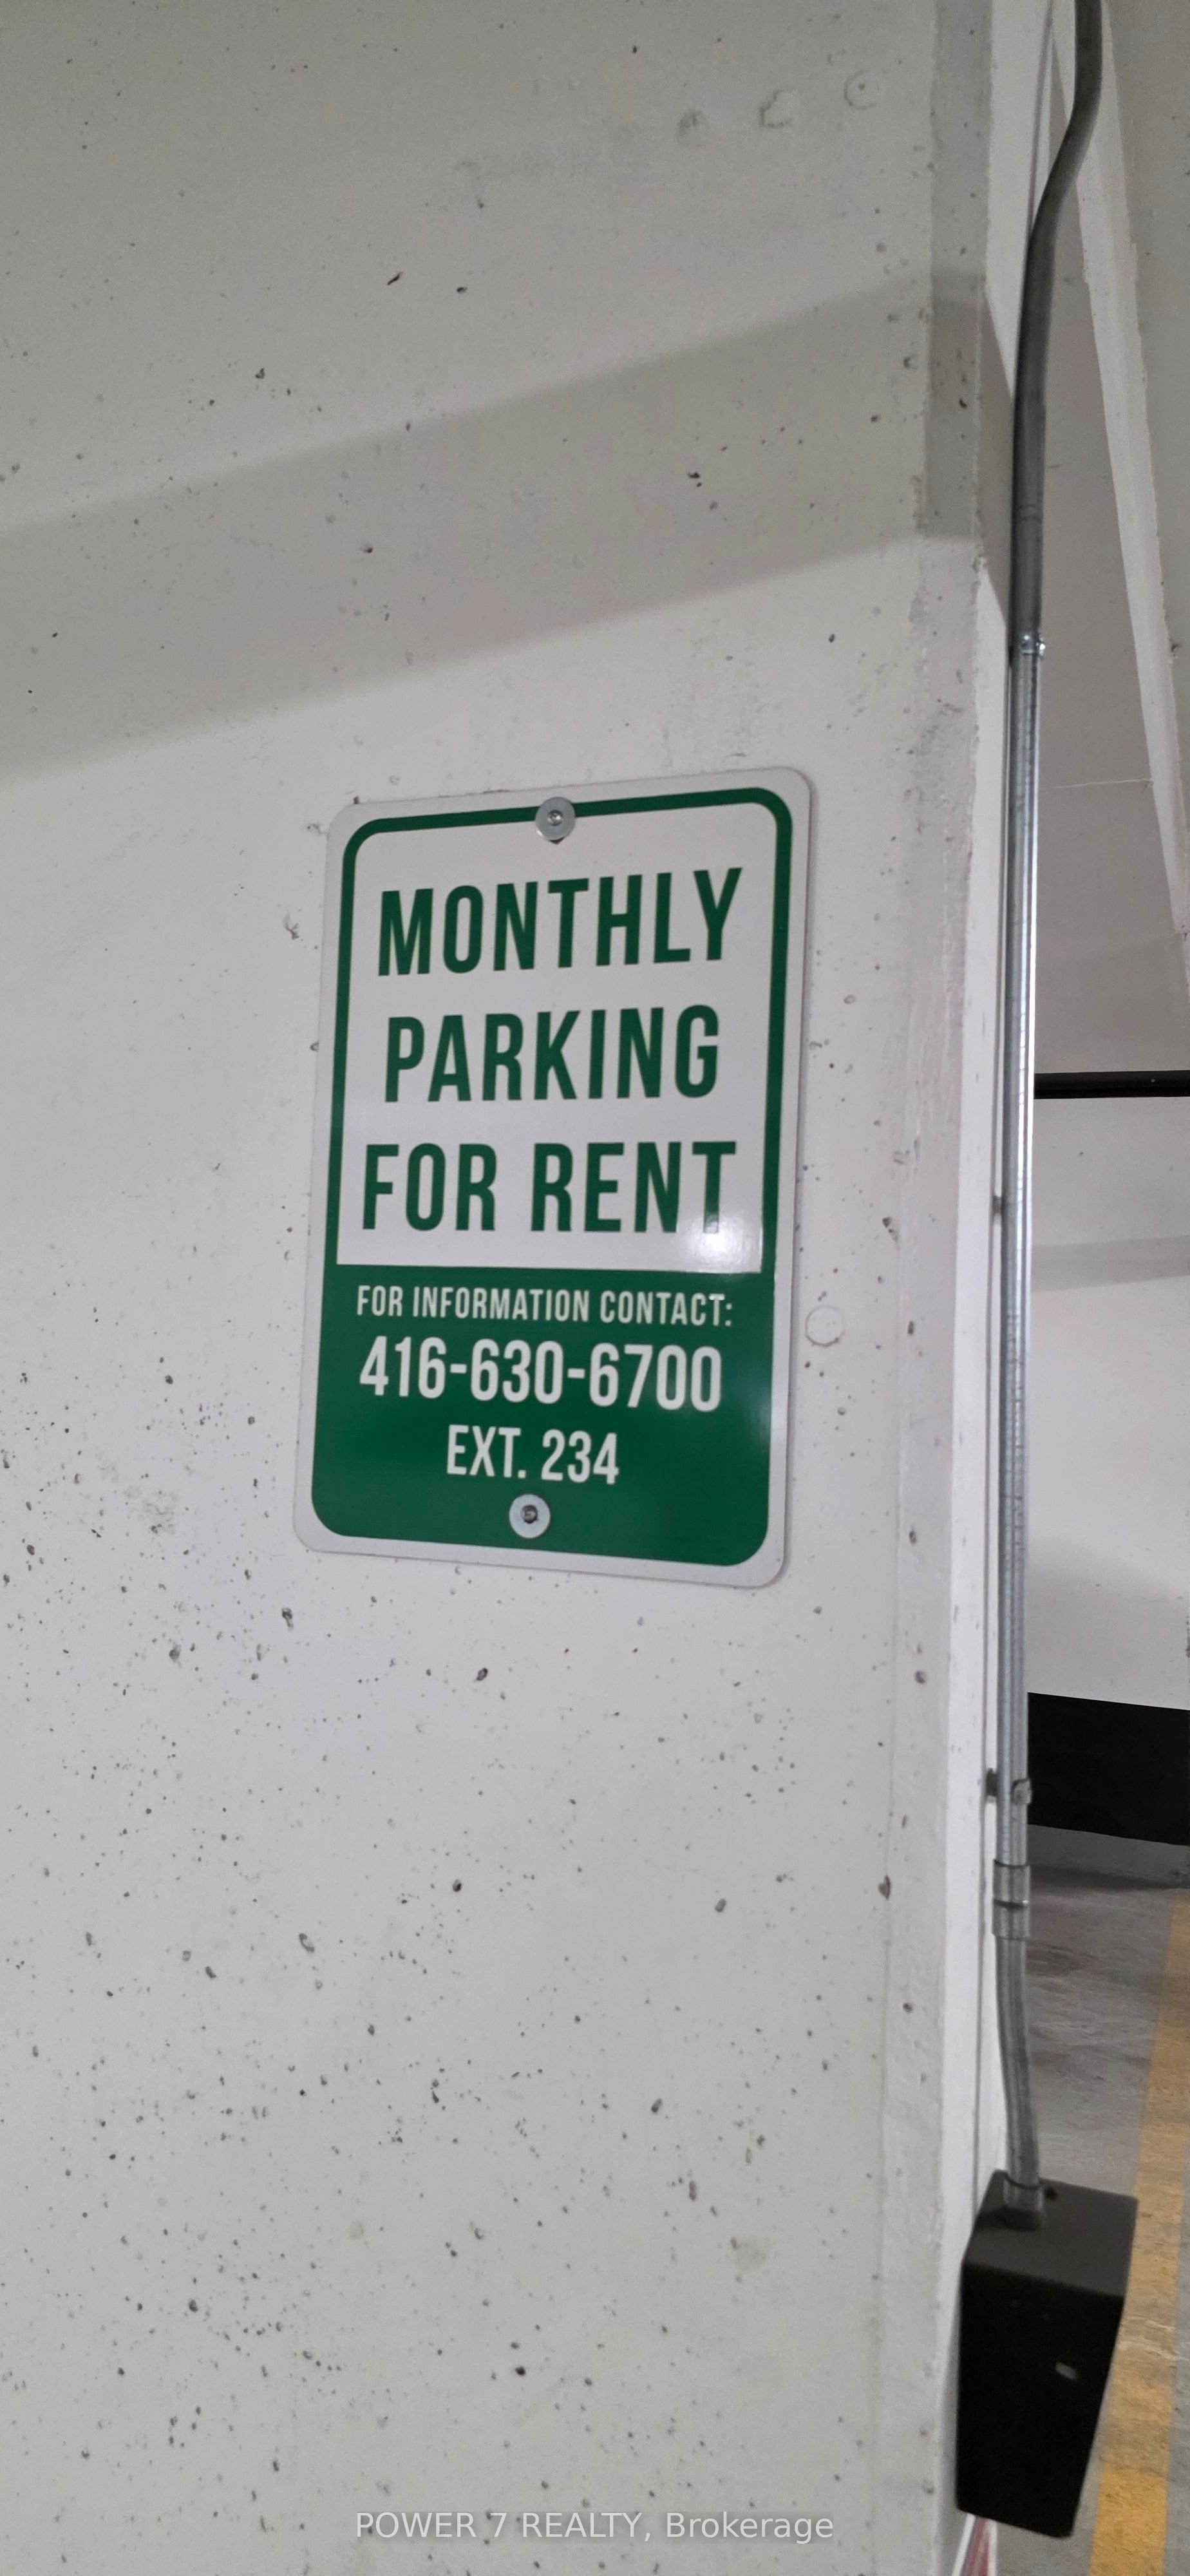 MONTHLY
PARKING
FOR RENT
FOR INFORMATION CONTACT:
416-630-6700
EXT. 234
POWER 7 REALTY, Brokerage